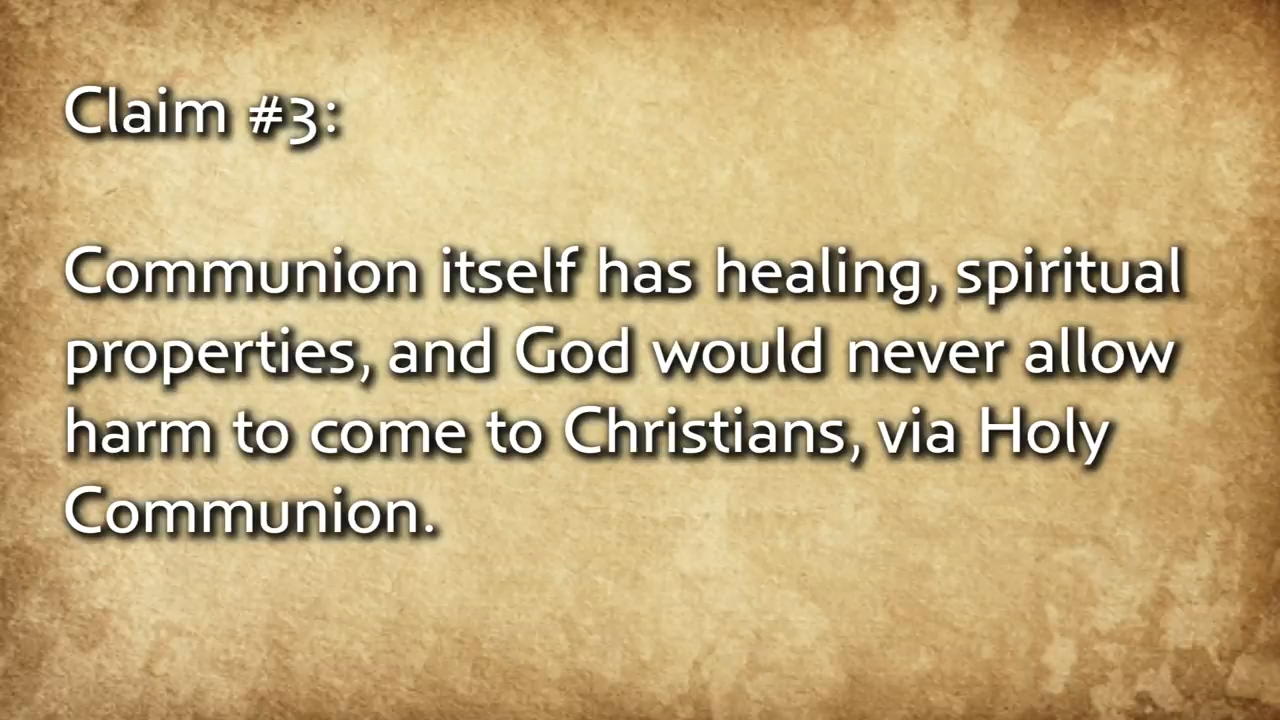 Claim #3:
Communion itself has healing, spiritual
properties, and God would never allow
harm to come to Christians, via Holy
Communion.